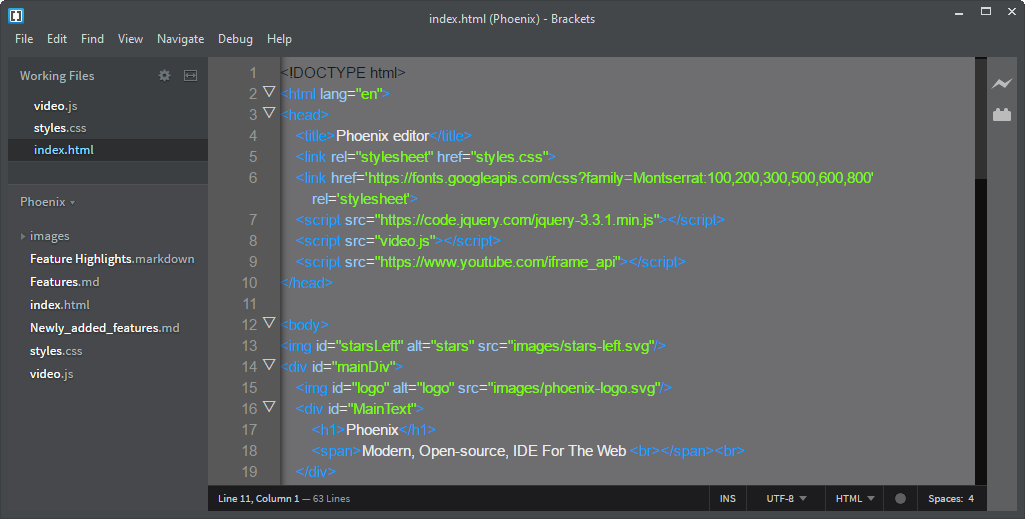 index.html (Phoenix) - Brackets
File Edit Find View Navigate Debug Help
Working Files
video.js
styles.css
index.html
Phoenix
images
Feature Highlights.markdown
Features.md
index.html
Newly_added_features.md
styles.css
video.js
1 <!DOCTYPE html>
2 <html lang="en">
3 <head>
4 <title>Phoenix editor</title>
5 <link rel="stylesheet" href="styles.css">
6 <link href='https://fonts.googleapis.com/css?family=Montserrat:100,200,300,500,600,800'
rel='stylesheet'>
7 <script src="https://code.jquery.com/jquery-3.3.1.min.js"></script>
8 <script src="video.js"></script>
9 <script src="https://www.youtube.com/iframe_api"></script>
10 </head>
11
12 <body>
13 <img id="starsLeft" alt="stars" src="images/stars-left.svg"/>
14 <div id="mainDiv">
15 <img id="logo" alt="logo" src="images/phoenix-logo.svg"/>
16 <div id="MainText">
17 <h1>Phoenix</h1>
18 <span>Modern, Open-source, IDE For The Web <br></span><br>
19 </div>
Line 11, Column 1 — 63 Lines INS UTF-8 HTML Spaces: 4